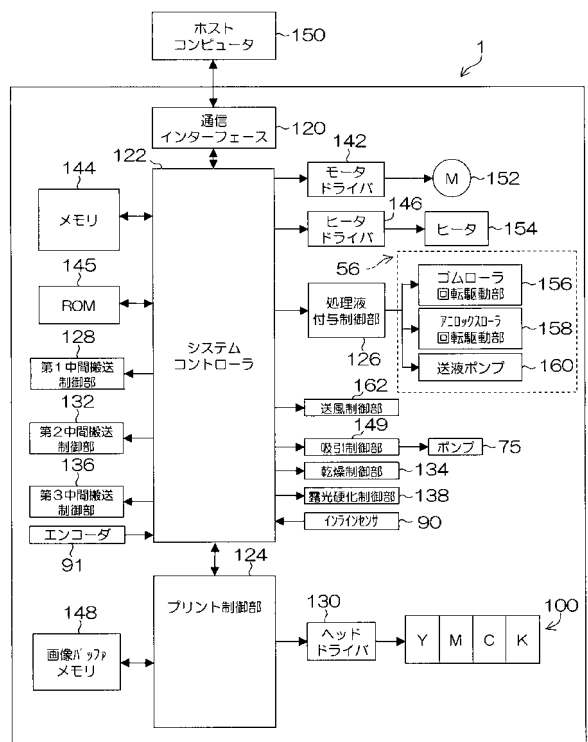 ホスト
コンピュータ
150
1
通信
インターフェース
120
122
144
メモリ
142
モータ
ドライバ
M
152
146
ヒータ
ドライバ
ヒータ
154
145
ROM
システム
コントローラ
56
処理液
付与制御部
126
ゴムローラ
回転駆動部
156
アニロックスローラ
回転駆動部
158
送液ポンプ
160
128
第1中間搬送
制御部
132
第2中間搬送
制御部
136
第3中間搬送
制御部
エンコーダ
91
162
送風制御部
149
吸引制御部
ポンプ
75
乾燥制御部
134
露光硬化制御部
138
インラインセンサ
90
124
プリント制御部
148
画像バッファ
メモリ
130
ヘッド
ドライバ
100
Y M C K